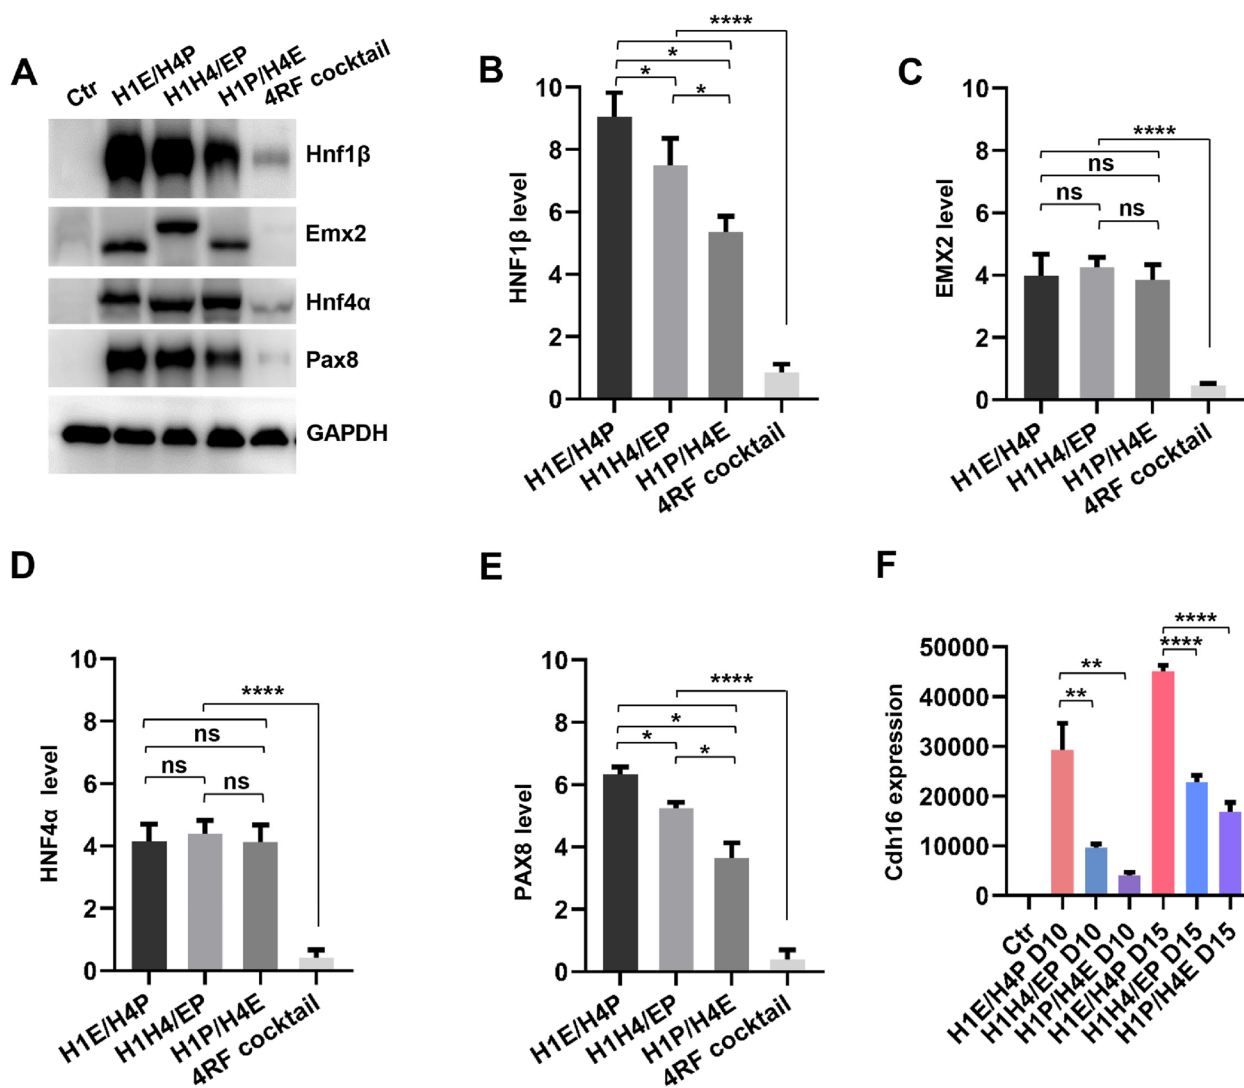 A
Ctr
H1E/H4P
H1H4/EP
H1P/H4E
4RF cocktail
Hnf1β
Emx2
Hnf4α
Pax8
GAPDH
B
HNF1β level
10
8
6
4
2
0
****
*
*
*
H1E/H4P
H1H4/EP
H1P/H4E
4RF cocktail
C
EMX2 level
10
8
6
4
2
0
****
ns
ns
ns
H1E/H4P
H1H4/EP
H1P/H4E
4RF cocktail
D
HNF4α level
10
8
6
4
2
0
****
ns
ns
ns
H1E/H4P
H1H4/EP
H1P/H4E
4RF cocktail
E
PAX8 level
10
8
6
4
2
0
****
*
*
*
H1E/H4P
H1H4/EP
H1P/H4E
4RF cocktail
F
Cdh16 expression
50000
40000
30000
20000
10000
0
**
**
****
****
Ctr
H1E/H4P D10
H1H4/EP D10
H1P/H4E D10
H1E/H4P D15
H1H4/EP D15
H1P/H4E D15